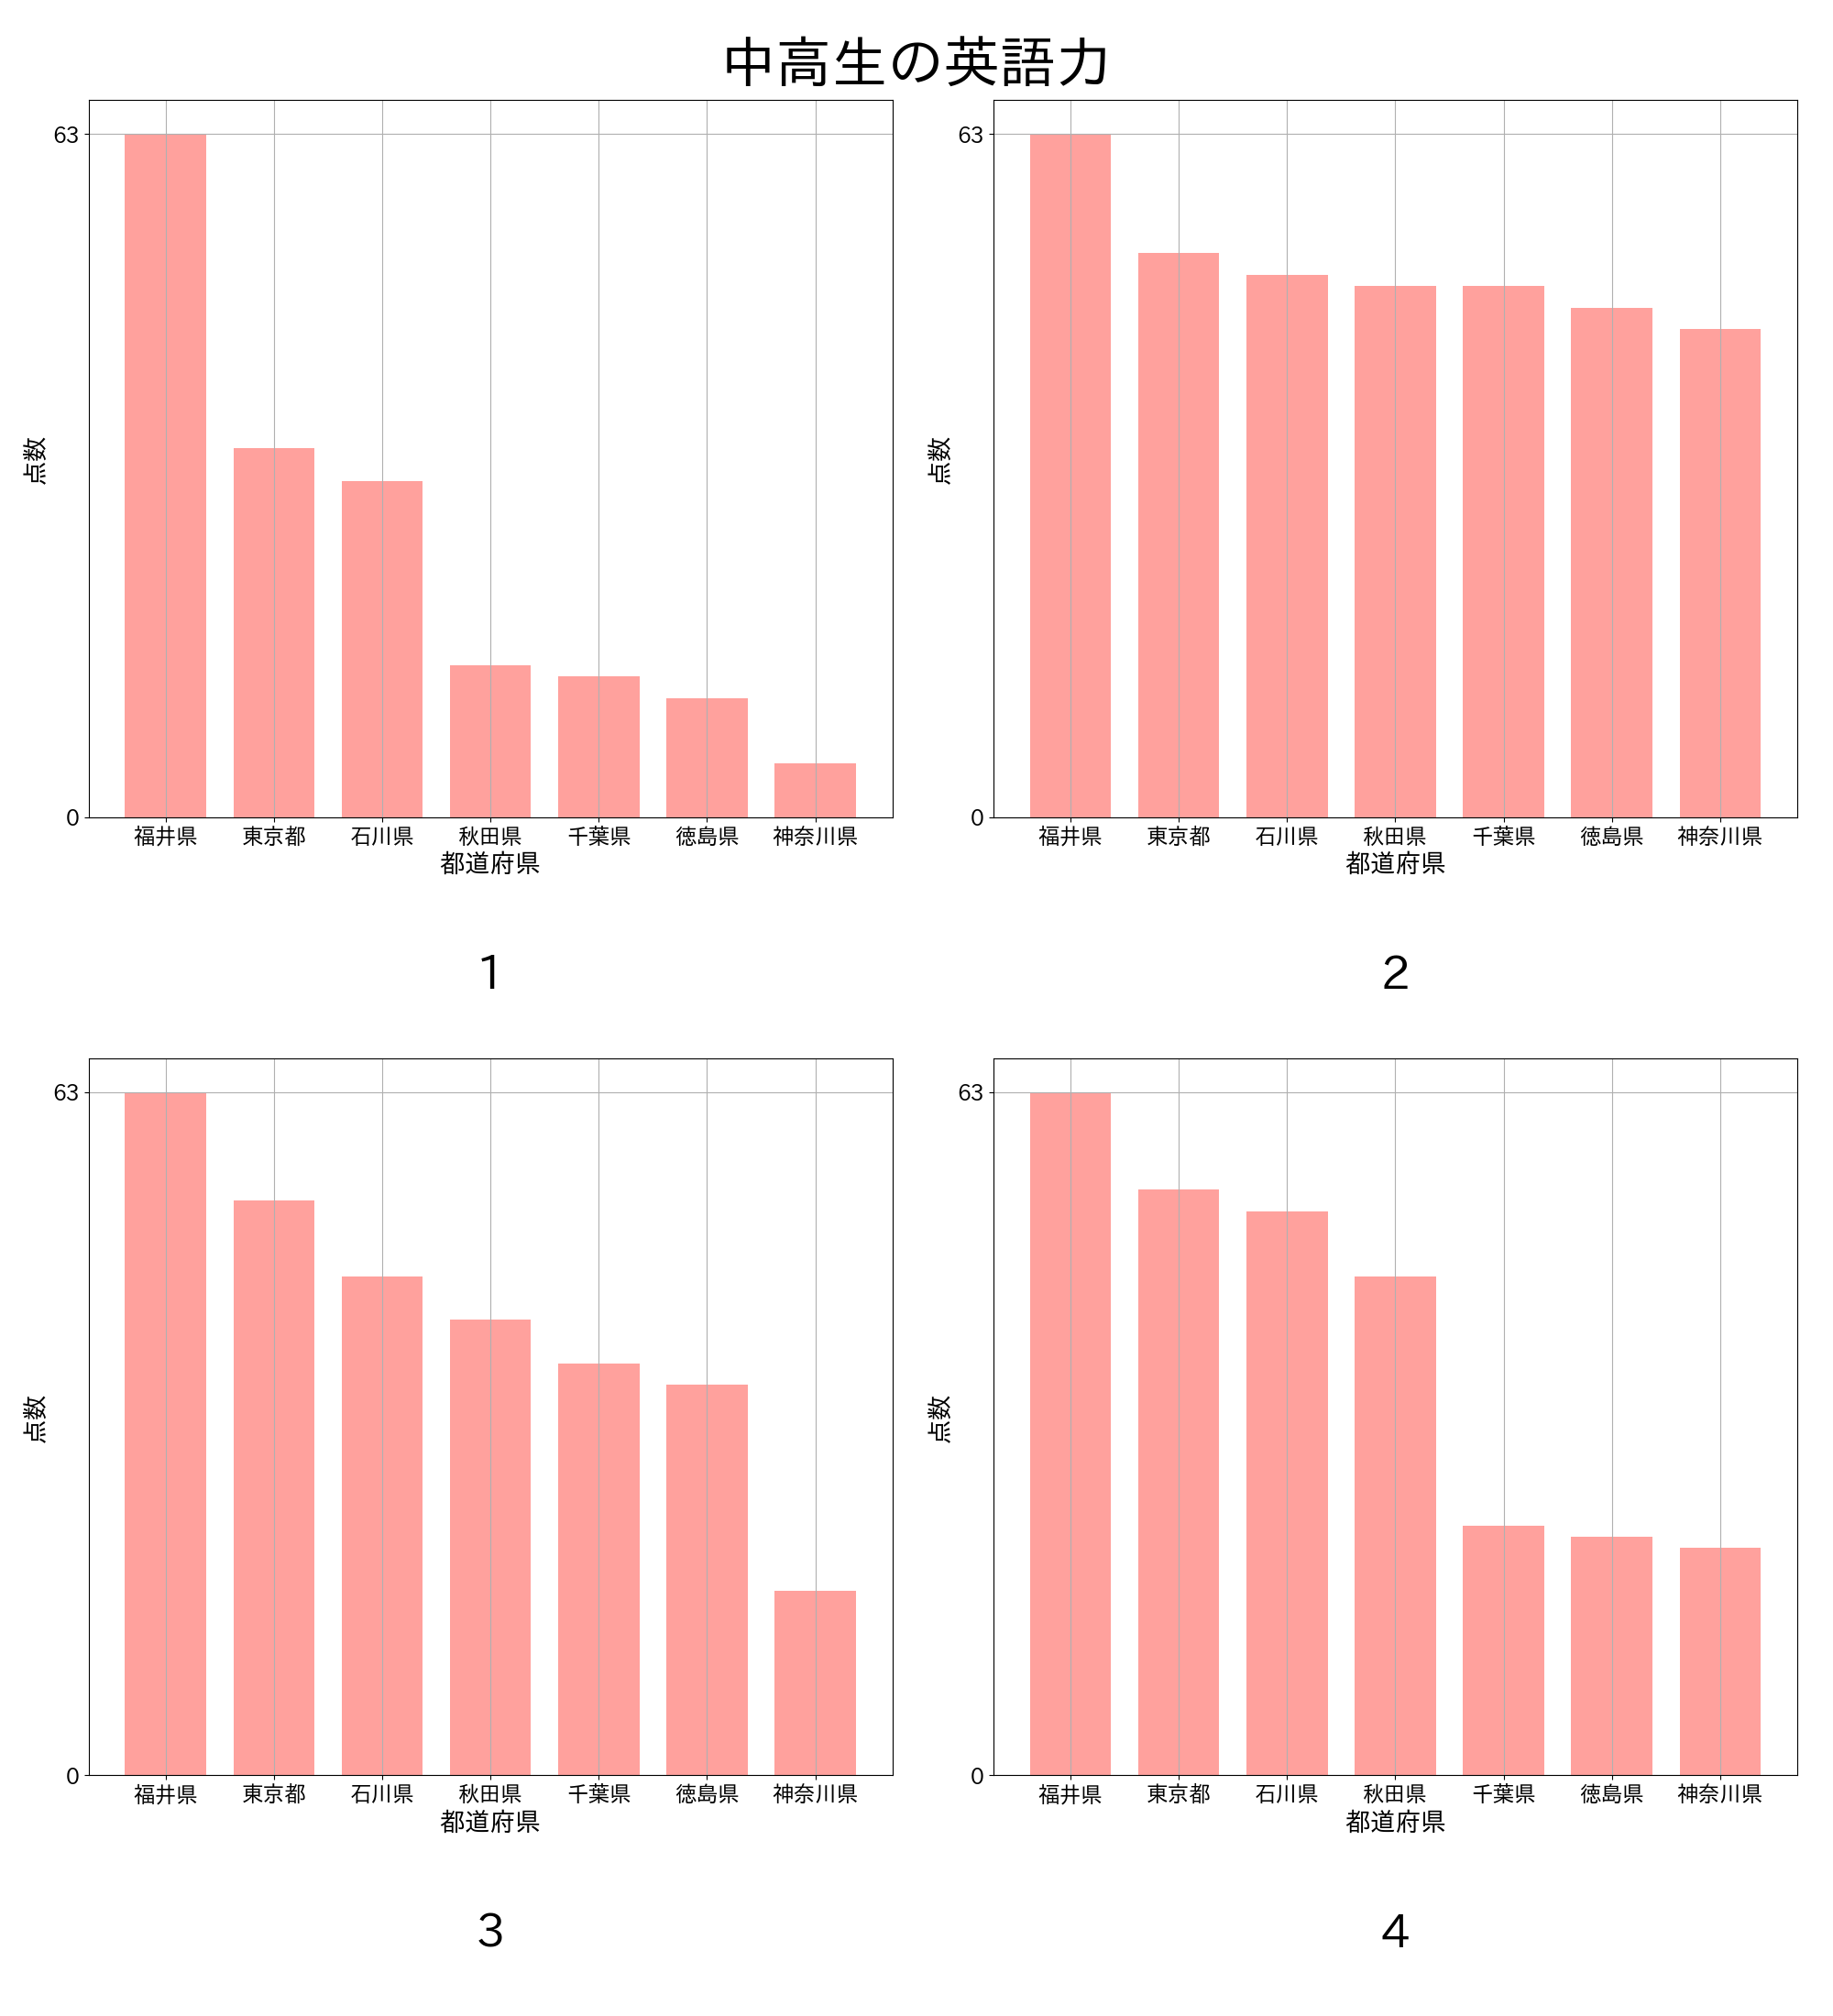 中高生の英語力
63
0
点数
福井県 東京都 石川県 秋田県 千葉県 徳島県 神奈川県
都道府県
1
63
0
点数
福井県 東京都 石川県 秋田県 千葉県 徳島県 神奈川県
都道府県
2
63
0
点数
福井県 東京都 石川県 秋田県 千葉県 徳島県 神奈川県
都道府県
3
63
0
点数
福井県 東京都 石川県 秋田県 千葉県 徳島県 神奈川県
都道府県
4